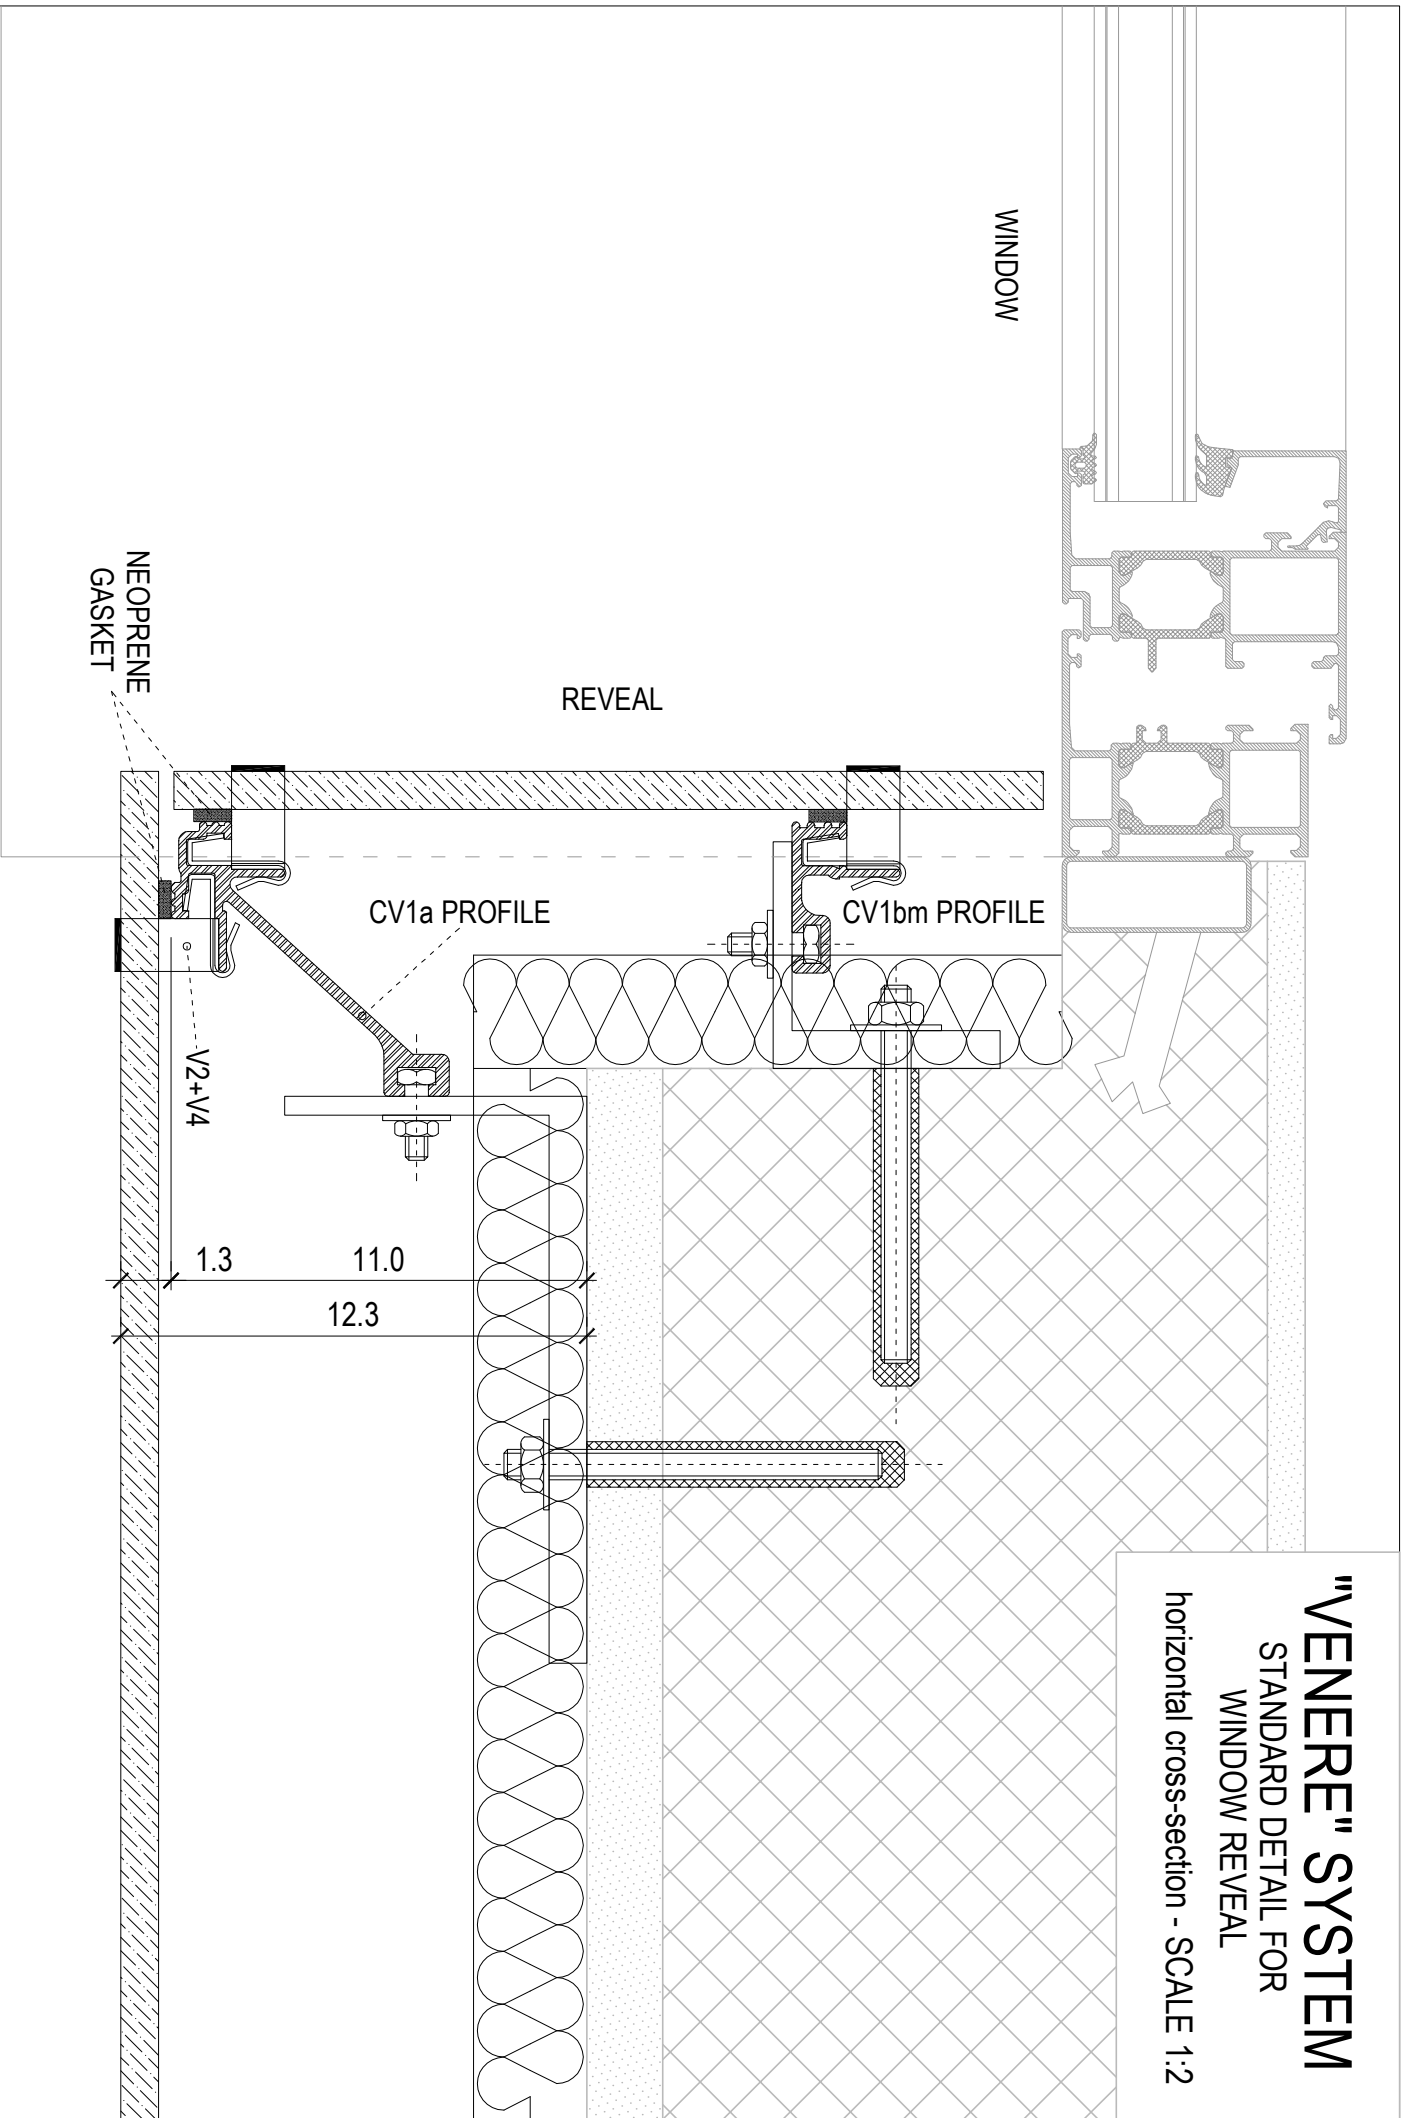 "VENERE" SYSTEM
STANDARD DETAIL FOR
WINDOW REVEAL
horizontal cross-section - SCALE 1:2
WINDOW
NEOPRENE
GASKET
REVEAL
CV1a PROFILE
CV1bm PROFILE
V2+V4
1.3
11.0
12.3